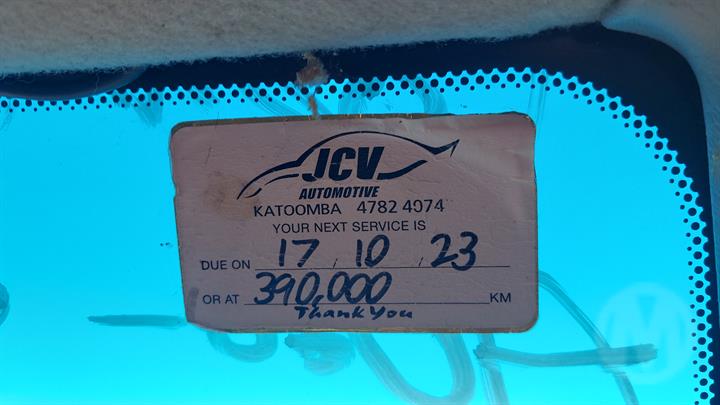 JCV
AUTOMOTIVE
KATOOMBA 4782 4074
YOUR NEXT SERVICE IS
DUE ON 17, 10, 23
OR AT 390,000 KM
Thank You